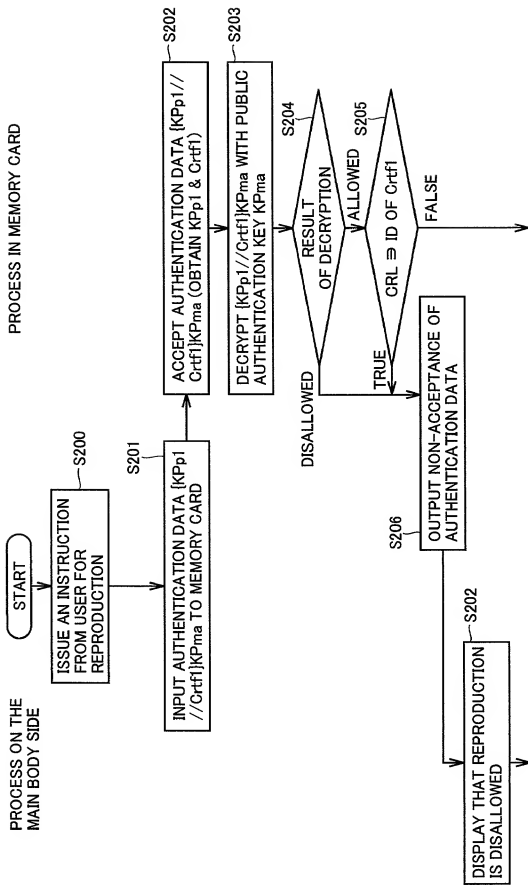 PROCESS ON THE
MAIN BODY SIDE
PROCESS IN MEMORY CARD
START
S200
ISSUE AN INSTRUCTION
FROM USER FOR
REPRODUCTION
S201
INPUT AUTHENTICATION DATA {KPp1
//Crtf1}KPma TO MEMORY CARD
S202
ACCEPT AUTHENTICATION DATA {KPp1//
Crtf1}KPma (OBTAIN KPp1 & Crtf1)
S203
DECRYPT {KPp1//Crtf1}KPma WITH PUBLIC
AUTHENTICATION KEY KPma
S204
RESULT
OF DECRYPTION
DISALLOWED
ALLOWED
S205
CRL ∋ ID OF Crtf1
TRUE
FALSE
S206
OUTPUT NON-ACCEPTANCE OF
AUTHENTICATION DATA
S202
DISPLAY THAT REPRODUCTION
IS DISALLOWED